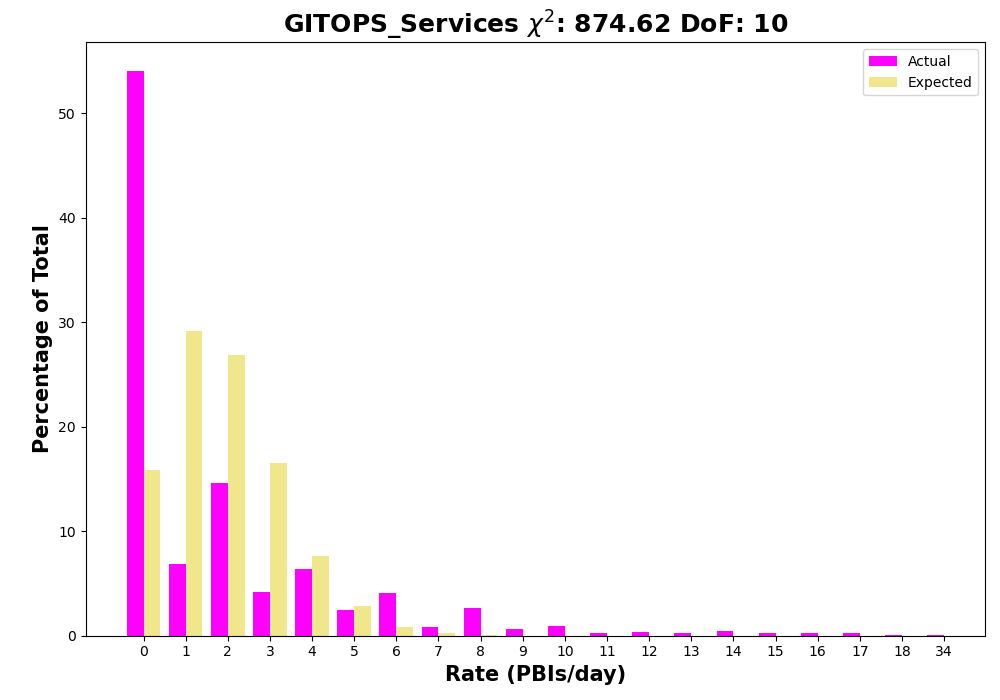 GITOPS_Services χ²: 874.62 DoF: 10
Actual
Expected
Percentage of Total
50
40
30
20
10
0
0 1 2 3 4 5 6 7 8 9 10 11 12 13 14 15 16 17 18 34
Rate (PBIs/day)